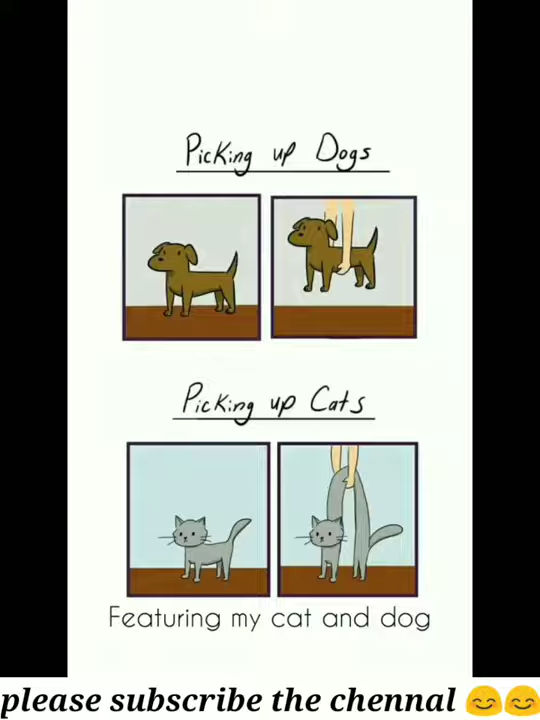 Picking up Dogs
Picking up Cats
Featuring my cat and dog
please subscribe the chennal 😊😊